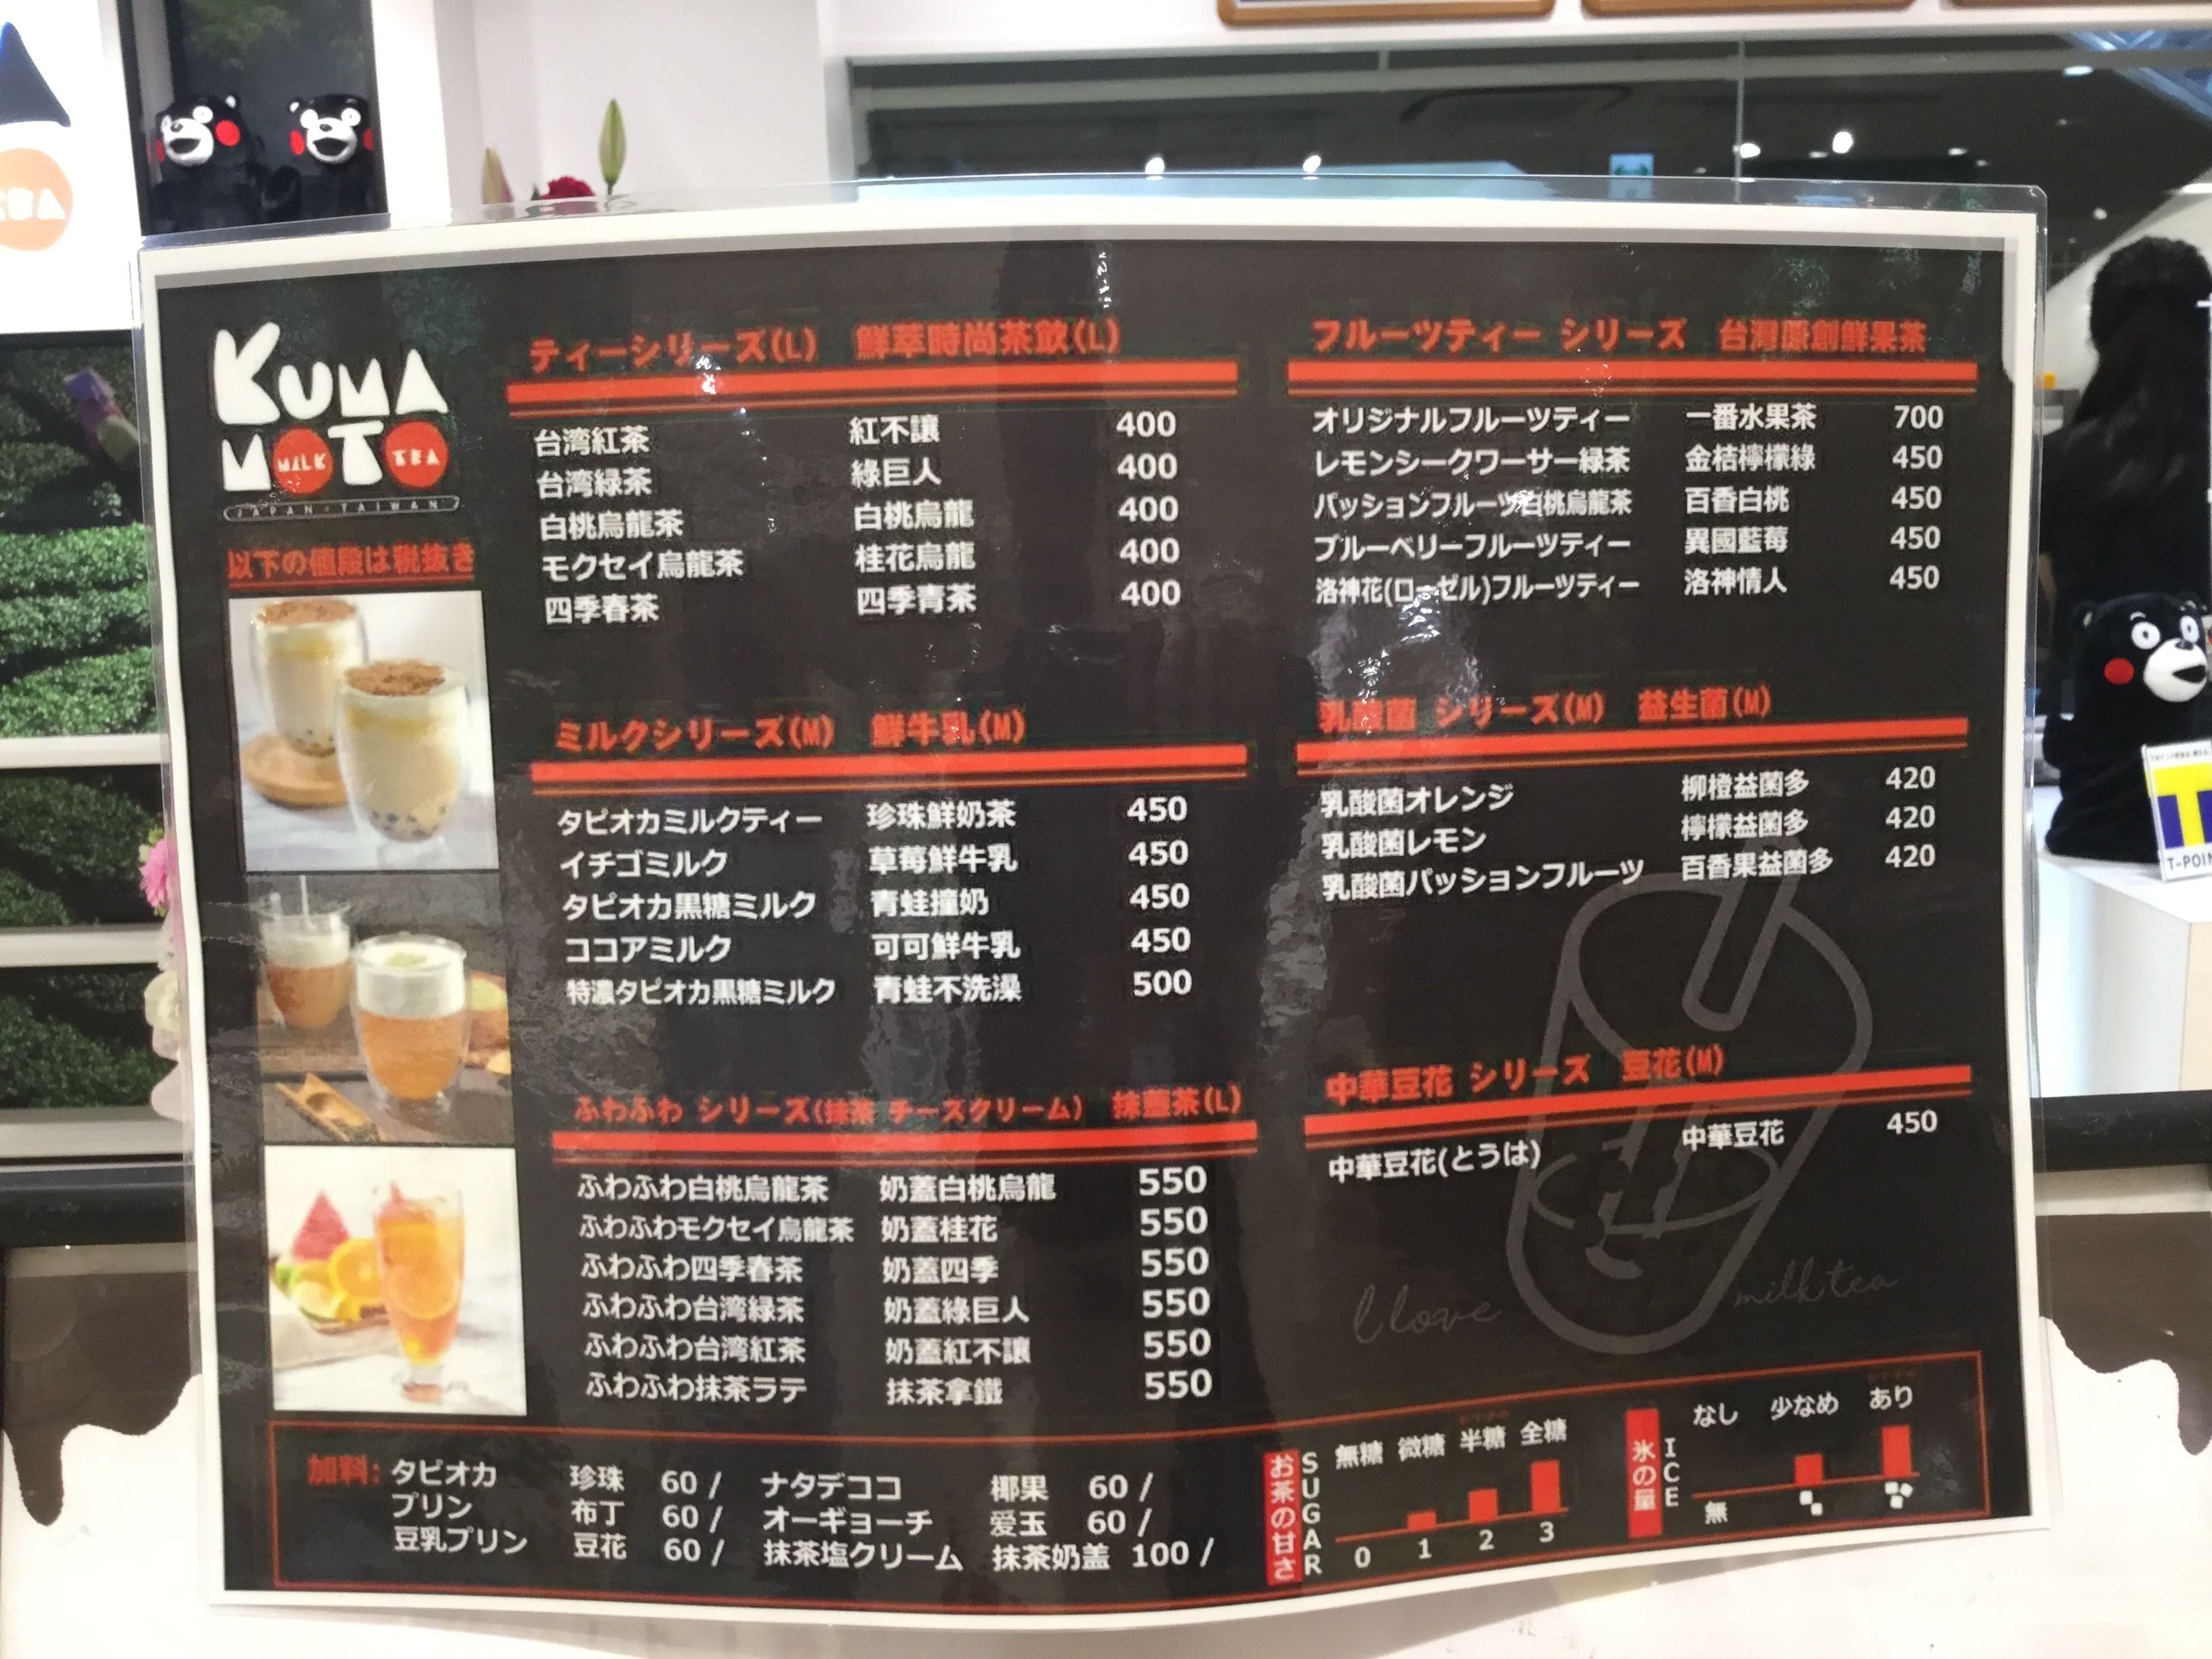 KUMA
MOTO
MILK TEA
JAPAN・TAIWAN
以下の値段は税抜き
ティーシリーズ(L) 鮮萃時尚茶飲(L)
台湾紅茶 紅不讓 400
台湾緑茶 綠巨人 400
白桃烏龍茶 白桃烏龍 400
モクセイ烏龍茶 桂花烏龍 400
四季春茶 四季青茶 400
ミルクシリーズ(M) 鮮牛乳(M)
タピオカミルクティー 珍珠鮮奶茶 450
イチゴミルク 草莓鮮牛乳 450
タピオカ黒糖ミルク 青蛙撞奶 450
ココアミルク 可可鮮牛乳 450
特濃タピオカ黒糖ミルク 青蛙不洗澡 500
ふわふわ シリーズ(抹茶 チーズクリーム) 抹蓋茶(L)
ふわふわ白桃烏龍茶 奶蓋白桃烏龍 550
ふわふわモクセイ烏龍茶 奶蓋桂花 550
ふわふわ四季春茶 奶蓋四季 550
ふわふわ台湾緑茶 奶蓋綠巨人 550
ふわふわ台湾紅茶 奶蓋紅不讓 550
ふわふわ抹茶ラテ 抹茶拿鐵 550
フルーツティー シリーズ 台灣原創鮮果茶
オリジナルフルーツティー 一番水果茶 700
レモンシークワーサー緑茶 金桔檸檬綠 450
パッションフルーツ白桃烏龍茶 百香白桃 450
ブルーベリーフルーツティー 異國藍莓 450
洛神花(ローゼル)フルーツティー 洛神情人 450
乳酸菌 シリーズ(M) 益生菌(M)
乳酸菌オレンジ 柳橙益菌多 420
乳酸菌レモン 檸檬益菌多 420
乳酸菌パッションフルーツ 百香果益菌多 420
中華豆花 シリーズ 豆花(M)
中華豆花(とうは) 中華豆花 450
I love milk tea
加料: タピオカ 珍珠 60 / ナタデココ 椰果 60 /
プリン 布丁 60 / オーギョーチ 爱玉 60 /
豆乳プリン 豆花 60 / 抹茶塩クリーム 抹茶奶盖 100 /
お茶の甘さ
SUGAR
無糖 微糖 半糖 全糖
0 1 2 3
氷の量
ICE
なし 少なめ あり
無
T-POIN